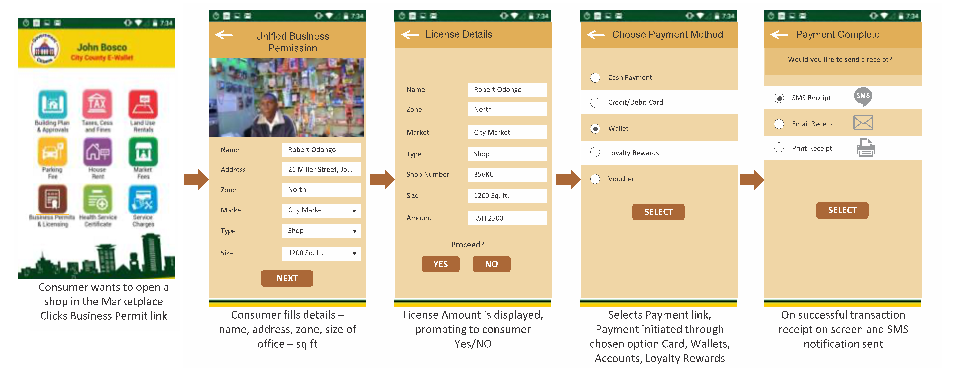 7:34
John Bosco
City County E-Wallet
Building Plan
& Approvals
Taxes, Cess
and Fines
Land Use
Rentals
Parking
Fee
House
Rent
Market
Fees
Business Permits
& Licensing
Health Service
Certificate
Service
Charges
Consumer wants to open a
shop in the Marketplace
Clicks Business Permit link
7:34
Unified Business
Permission
Name
Robert Odongo
Address
21 Miller Street, Jo...
Zone
North
Market
City Market
Type
Shop
Size
1200 Sq. ft.
NEXT
Consumer fills details –
name, address, zone, size of
office – sq ft
7:34
License Details
Name
Robert Odongo
Zone
North
Market
City Market
Type
Shop
Shop Number
Size
1200 Sq. ft.
Amount
Proceed?
YES
NO
License Amount is displayed,
prompting to consumer
Yes/NO
7:34
Choose Payment Method
Cash Payment
Credit/Debit Card
Wallet
Loyalty Rewards
Voucher
SELECT
Selects Payment link,
Payment Initiated through
chosen option Card, Wallets,
Accounts, Loyalty Rewards
7:34
Payment Complete
Would you like to send a receipt?
SMS Receipt
SMS
Email Receipt
Print Receipt
SELECT
On successful transaction
receipt on screen and SMS
notification sent